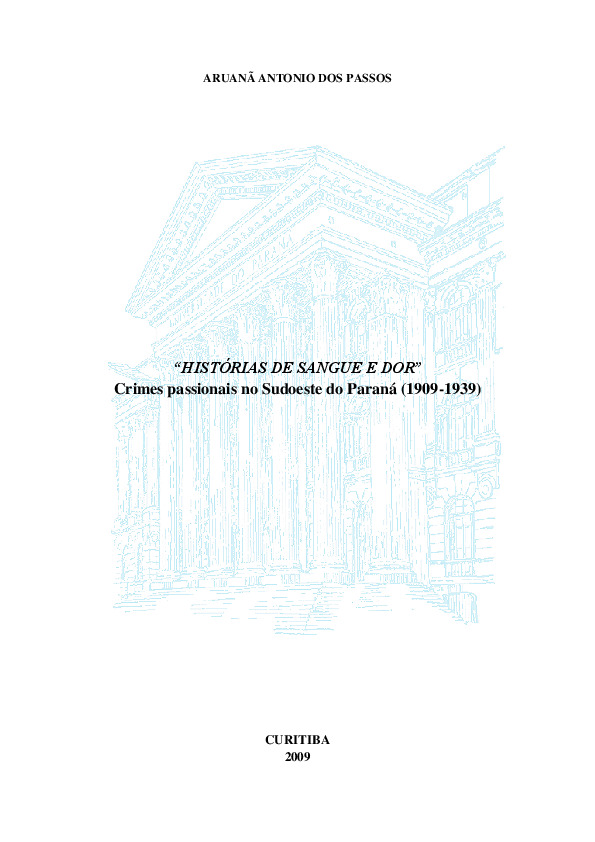 ARUANÃ ANTONIO DOS PASSOS
“HISTÓRIAS DE SANGUE E DOR”
Crimes passionais no Sudoeste do Paraná (1909-1939)
CURITIBA
2009